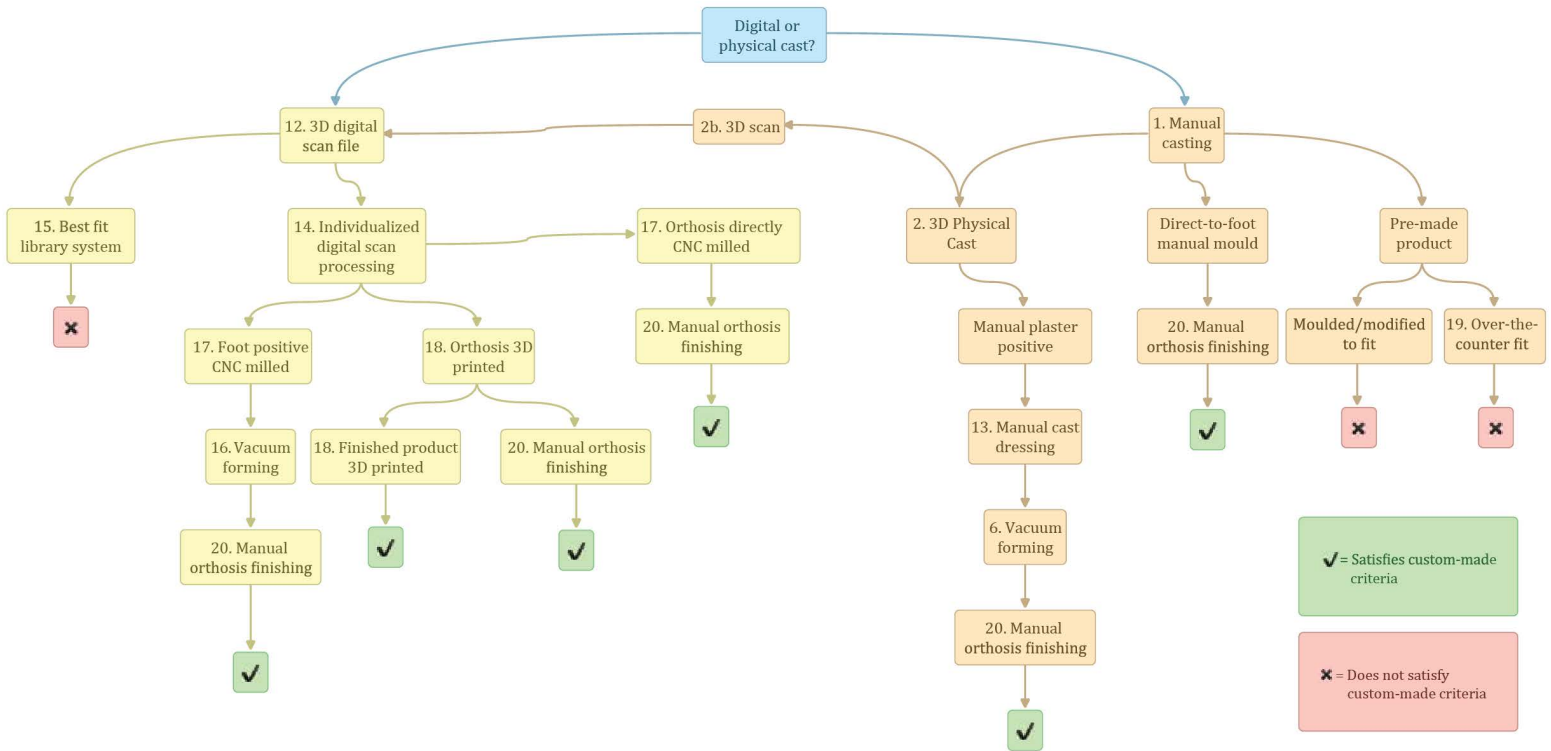 Digital or
physical cast?
12. 3D digital
scan file
2b. 3D scan
1. Manual
casting
15. Best fit
library system
14. Individualized
digital scan
processing
17. Orthosis directly
CNC milled
2. 3D Physical
Cast
Direct-to-foot
manual mould
Pre-made
product
17. Foot positive
CNC milled
18. Orthosis 3D
printed
20. Manual orthosis
finishing
Manual plaster
positive
20. Manual
orthosis finishing
Moulded/modified
to fit
19. Over-the-
counter fit
16. Vacuum
forming
18. Finished product
3D printed
20. Manual orthosis
finishing
13. Manual cast
dressing
20. Manual
orthosis finishing
6. Vacuum
forming
20. Manual
orthosis finishing
✔ = Satisfies custom-made
criteria
✖ = Does not satisfy
custom-made criteria